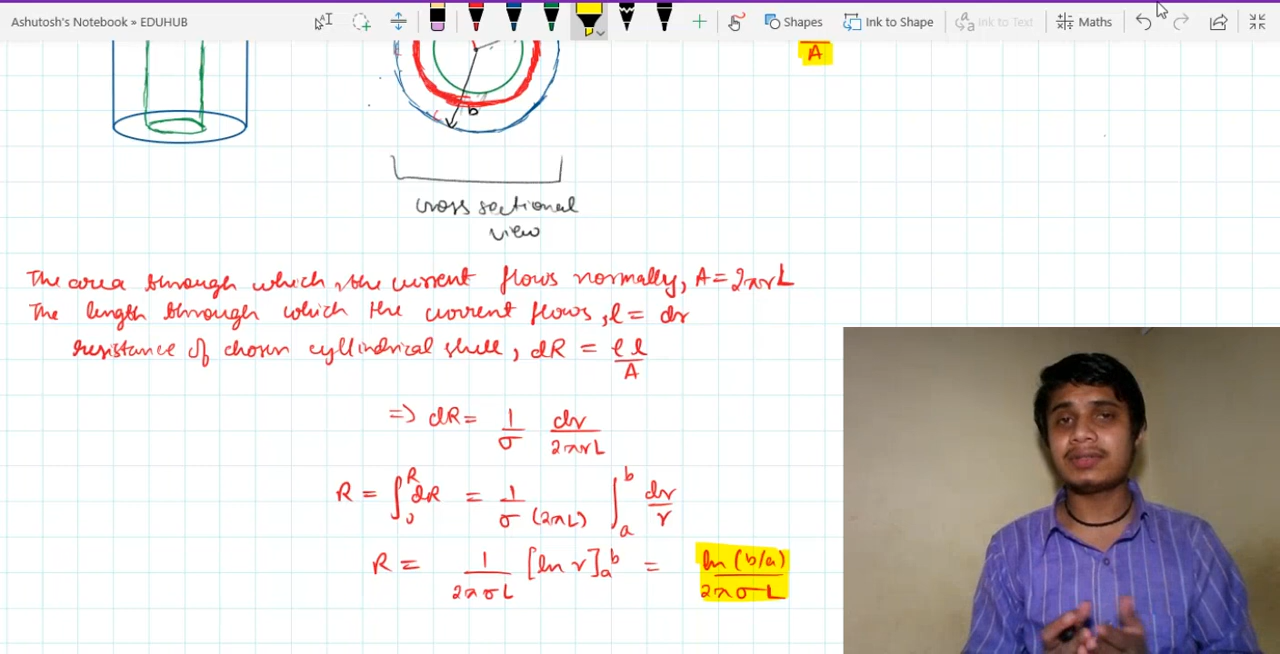 Ashutosh's Notebook » EDUHUB
Shapes
Ink to Shape
Ink to Text
Maths
A
b
cross sectional
view
The area through which, the current flows normally, A = 2πrL
The length through which the current flows, l = dr
resistance of chosen cyllindrical shell, dR = ρl/A
=> dR = 1/σ dr/2πrL
R = ∫₀ᴿ dR = 1/σ(2πL) ∫ₐᵇ dr/r
R = 1/2πσL [ln r]ₐᵇ = ln(b/a)/2πσL